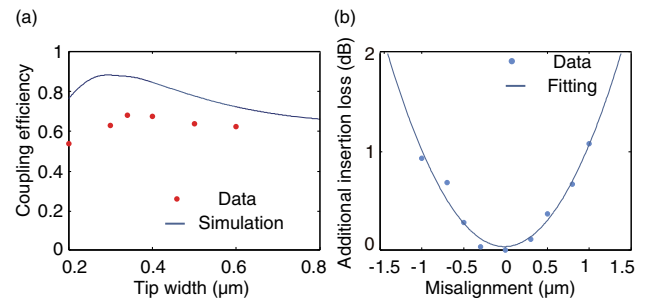 (a)
Coupling efficiency
1
0.8
0.6
0.4
0.2
0
Data
Simulation
0.2 0.4 0.6 0.8
Tip width (µm)
(b)
Additional insertion loss (dB)
2
1
0
Data
Fitting
-1.5 -1 -0.5 0 0.5 1 1.5
Misalignment (µm)